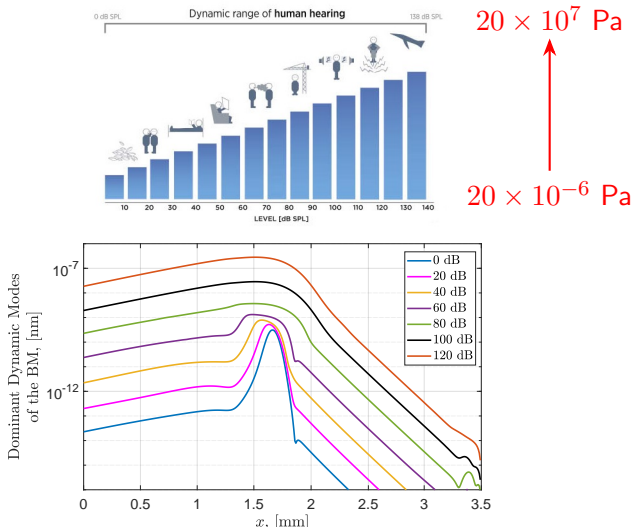 Dynamic range of human hearing
0 dB SPL
138 dB SPL
20 × 10⁷ Pa
20 × 10⁻⁶ Pa
10 20 30 40 50 60 70 80 90 100 110 120 130 140
LEVEL [dB SPL]
Dominant Dynamic Modes
of the BM, [nm]
10⁻⁷
10⁻¹²
0 dB
20 dB
40 dB
60 dB
80 dB
100 dB
120 dB
0 0.5 1 1.5 2 2.5 3 3.5
x, [mm]